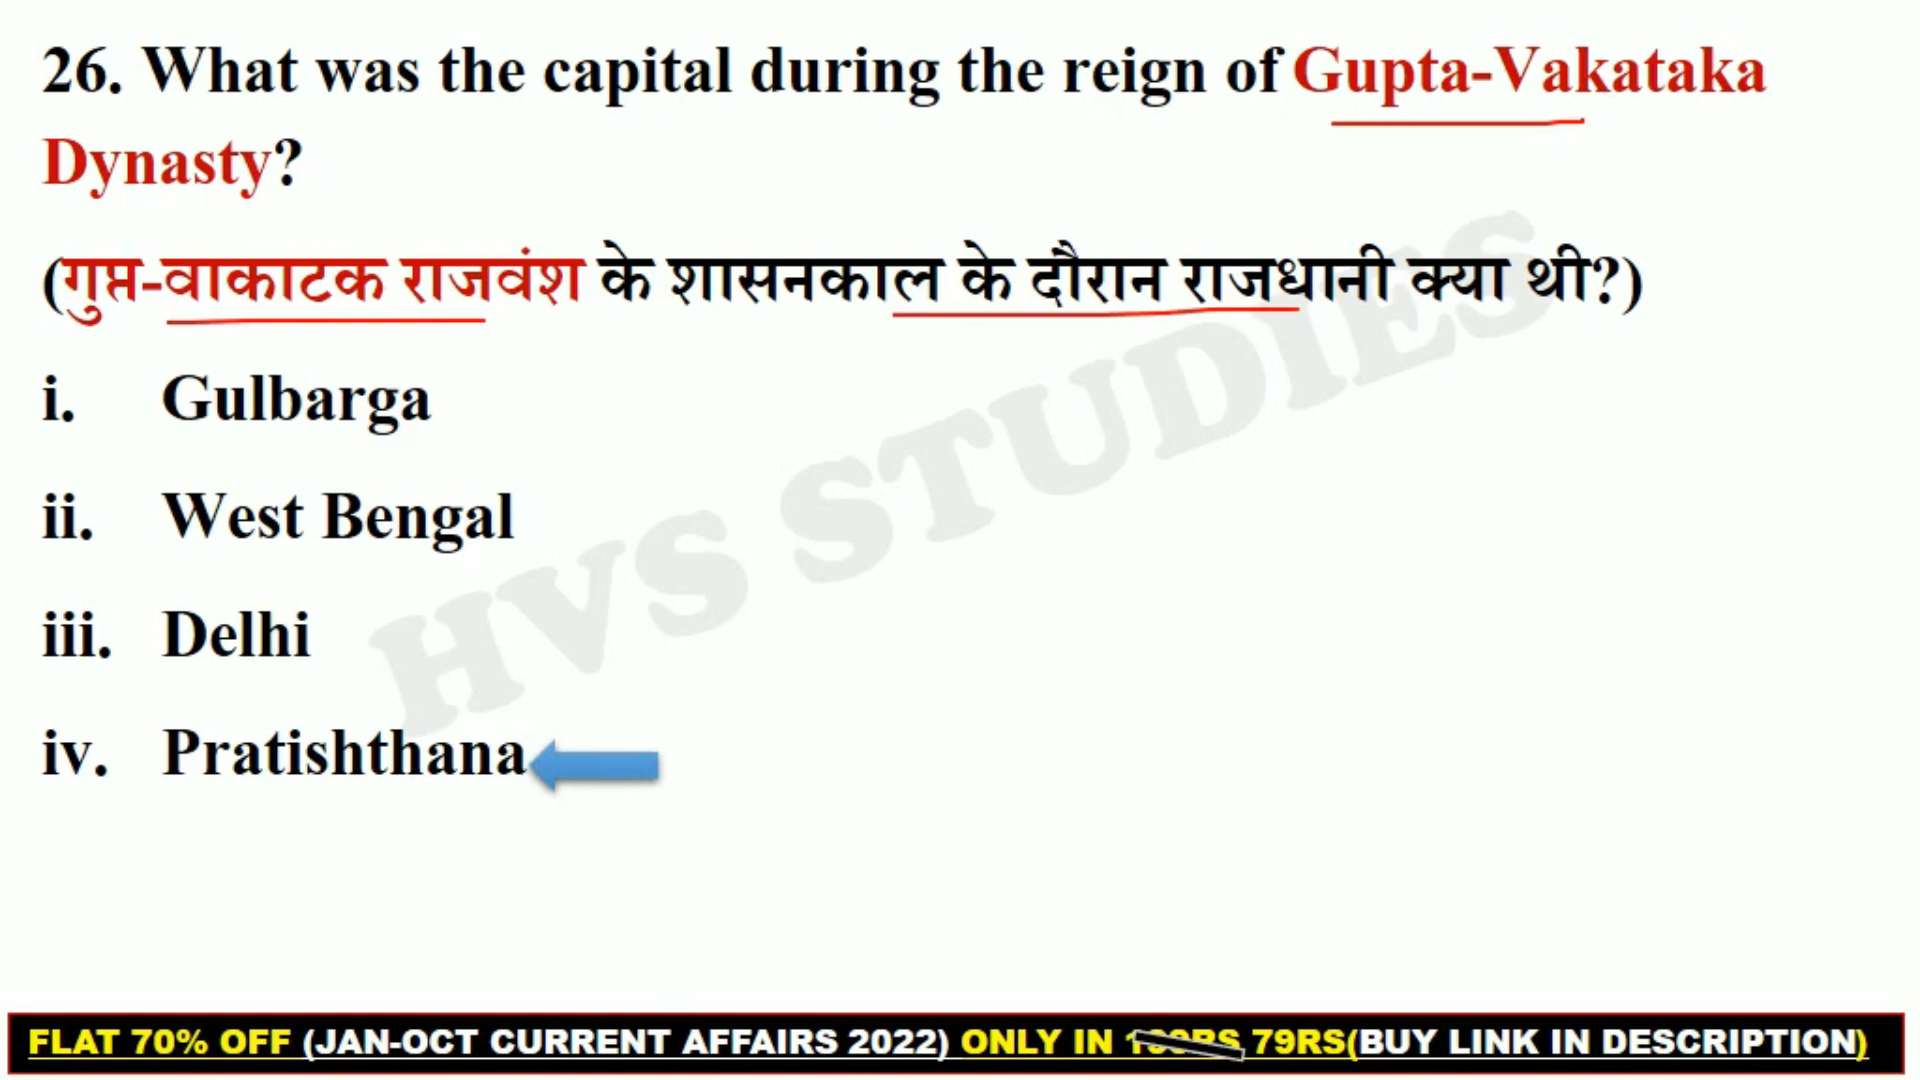 26. What was the capital during the reign of Gupta-Vakataka
Dynasty?
(गुप्त-वाकाटक राजवंश के शासनकाल के दौरान राजधानी क्या थी?)
i. Gulbarga
ii. West Bengal
iii. Delhi
iv. Pratishthana
HVS STUDIES
FLAT 70% OFF (JAN-OCT CURRENT AFFAIRS 2022) ONLY IN RS 79RS(BUY LINK IN DESCRIPTION)